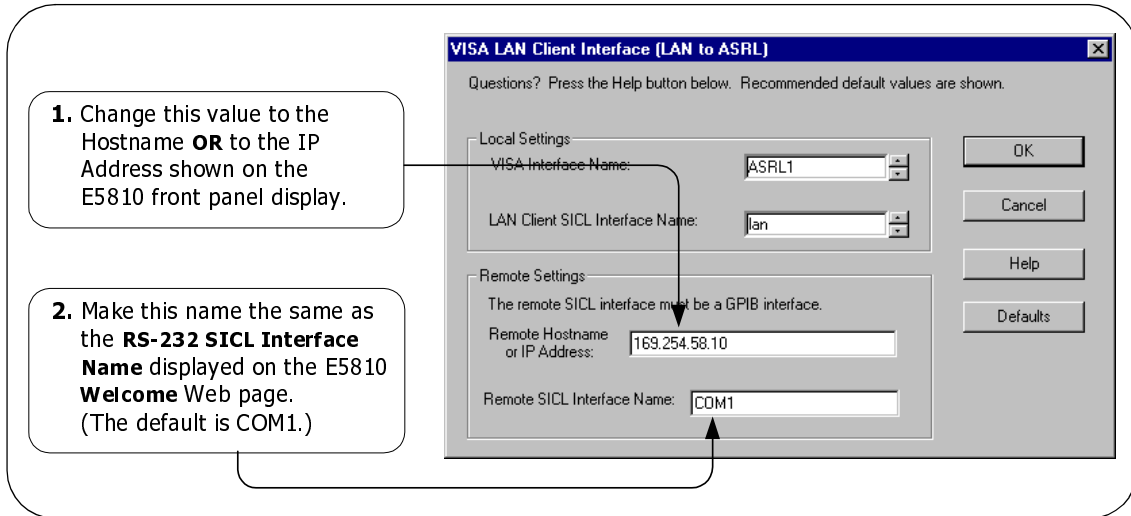 VISA LAN Client Interface (LAN to ASRL)
Questions? Press the Help button below. Recommended default values are shown.
1. Change this value to the
Hostname OR to the IP
Address shown on the
E5810 front panel display.
Local Settings
VISA Interface Name:
ASRL1
LAN Client SICL Interface Name:
lan
OK
Cancel
Help
Defaults
2. Make this name the same as
the RS-232 SICL Interface
Name displayed on the E5810
Welcome Web page.
(The default is COM1.)
Remote Settings
The remote SICL interface must be a GPIB interface.
Remote Hostname
or IP Address:
169.254.58.10
Remote SICL Interface Name:
COM1